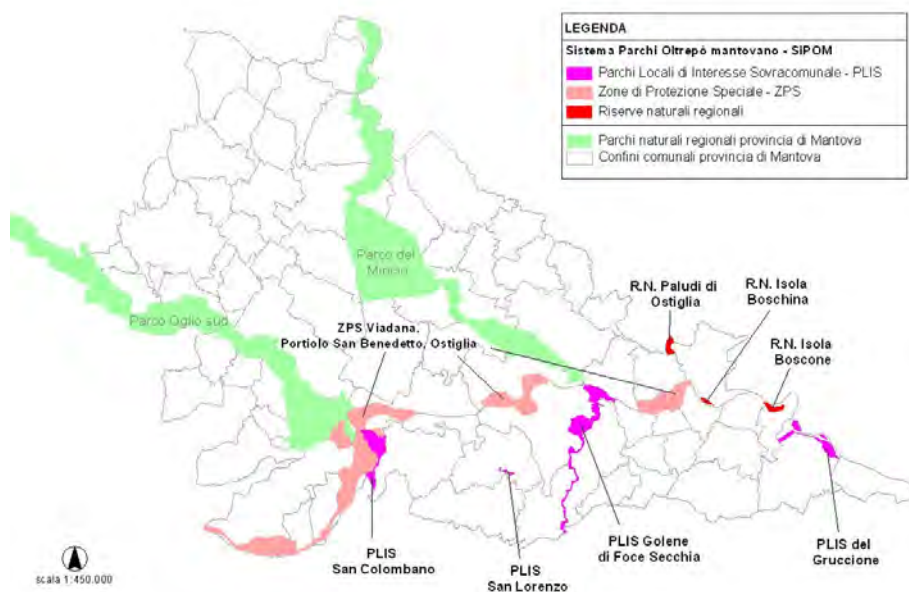 LEGENDA
Sistema Parchi Oltrepò mantovano - SiPOM
Parchi Locali di Interesse Sovracomunale - PLIS
Zone di Protezione Speciale - ZPS
Riserve naturali regionali
Parchi naturali regionali provincia di Mantova
Confini comunali provincia di Mantova
Parco del
Mincio
Parco Oglio sud
ZPS Viadana,
Portiolo San Benedetto, Ostiglia
R.N. Paludi di
Ostiglia
R.N. Isola
Boschina
R.N. Isola
Boscone
PLIS
San Colombano
PLIS
San Lorenzo
PLIS Golene
di Foce Secchia
PLIS del
Gruccione
scala 1:450.000